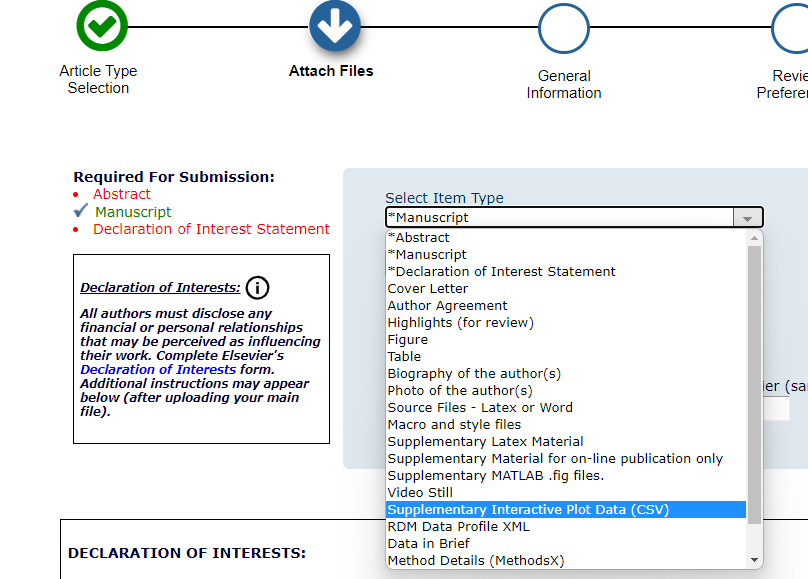 Article Type
Selection
Attach Files
General
Information
Revie
Preferen
Required For Submission:
Abstract
Manuscript
Declaration of Interest Statement
Declaration of Interests:
All authors must disclose any
financial or personal relationships
that may be perceived as influencing
their work. Complete Elsevier's
Declaration of Interests form.
Additional instructions may appear
below (after uploading your main
file).
Select Item Type
*Manuscript
*Abstract
*Manuscript
*Declaration of Interest Statement
Cover Letter
Author Agreement
Highlights (for review)
Figure
Table
Biography of the author(s)
Photo of the author(s)
Source Files - Latex or Word
Macro and style files
Supplementary Latex Material
Supplementary Material for on-line publication only
Supplementary MATLAB .fig files.
Video Still
Supplementary Interactive Plot Data (CSV)
RDM Data Profile XML
Data in Brief
Method Details (MethodsX)
ier (sa
DECLARATION OF INTERESTS: